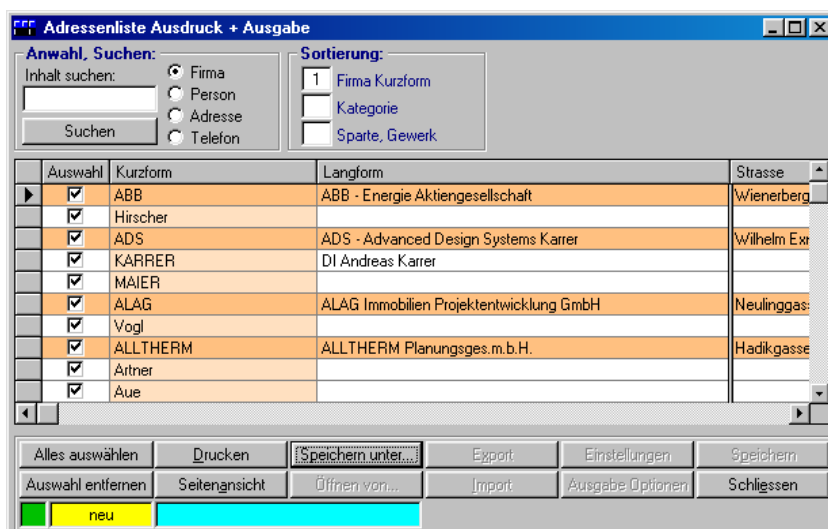 Adressenliste Ausdruck + Ausgabe
Anwahl, Suchen:
Inhalt suchen:
Suchen
Firma
Person
Adresse
Telefon
Sortierung:
1 Firma Kurzform
Kategorie
Sparte, Gewerk
Auswahl Kurzform Langform Strasse
ABB ABB - Energie Aktiengesellschaft Wienerberg
Hirscher
ADS ADS - Advanced Design Systems Karrer Wilhelm Exn
KARRER DI Andreas Karrer
MAIER
ALAG ALAG Immobilien Projektentwicklung GmbH Neulinggas
Vogl
ALLTHERM ALLTHERM Planungsges.m.b.H. Hadikgasse
Artner
Aue
Alles auswählen Drucken Speichern unter... Export Einstellungen Speichern
Auswahl entfernen Seitenansicht Öffnen von... Import Ausgabe Optionen Schliessen
neu